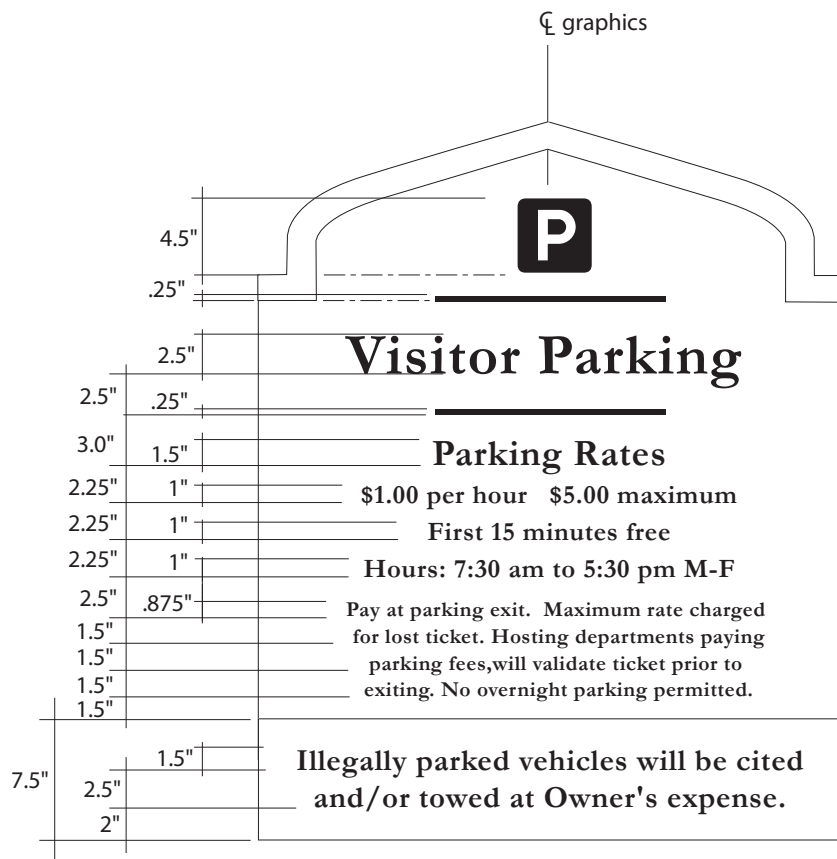 ℄ graphics
4.5"
P
.25"
2.5"
Visitor Parking
2.5"
.25"
3.0"
1.5"
Parking Rates
2.25"
1"
$1.00 per hour $5.00 maximum
2.25"
1"
First 15 minutes free
2.25"
1"
Hours: 7:30 am to 5:30 pm M-F
2.5"
.875"
Pay at parking exit. Maximum rate charged
1.5"
for lost ticket. Hosting departments paying
1.5"
parking fees,will validate ticket prior to
1.5"
exiting. No overnight parking permitted.
1.5"
1.5"
Illegally parked vehicles will be cited
7.5"
2.5"
and/or towed at Owner's expense.
2"